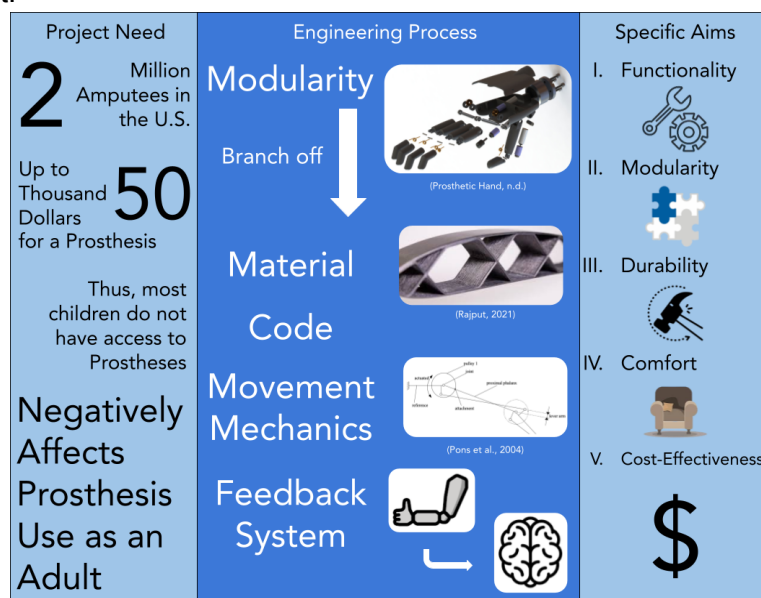 Project Need
2
Million
Amputees in
the U.S.
Up to
Thousand
Dollars
50
for a Prosthesis
Thus, most
children do not
have access to
Prostheses
Negatively
Affects
Prosthesis
Use as an
Adult
Engineering Process
Modularity
(Prosthetic Hand, n.d.)
Branch off
Material
(Rajput, 2021)
Code
Movement
Mechanics
(Pons et al., 2004)
Feedback
System
Specific Aims
I. Functionality
II. Modularity
III. Durability
IV. Comfort
V. Cost-Effectiveness
$